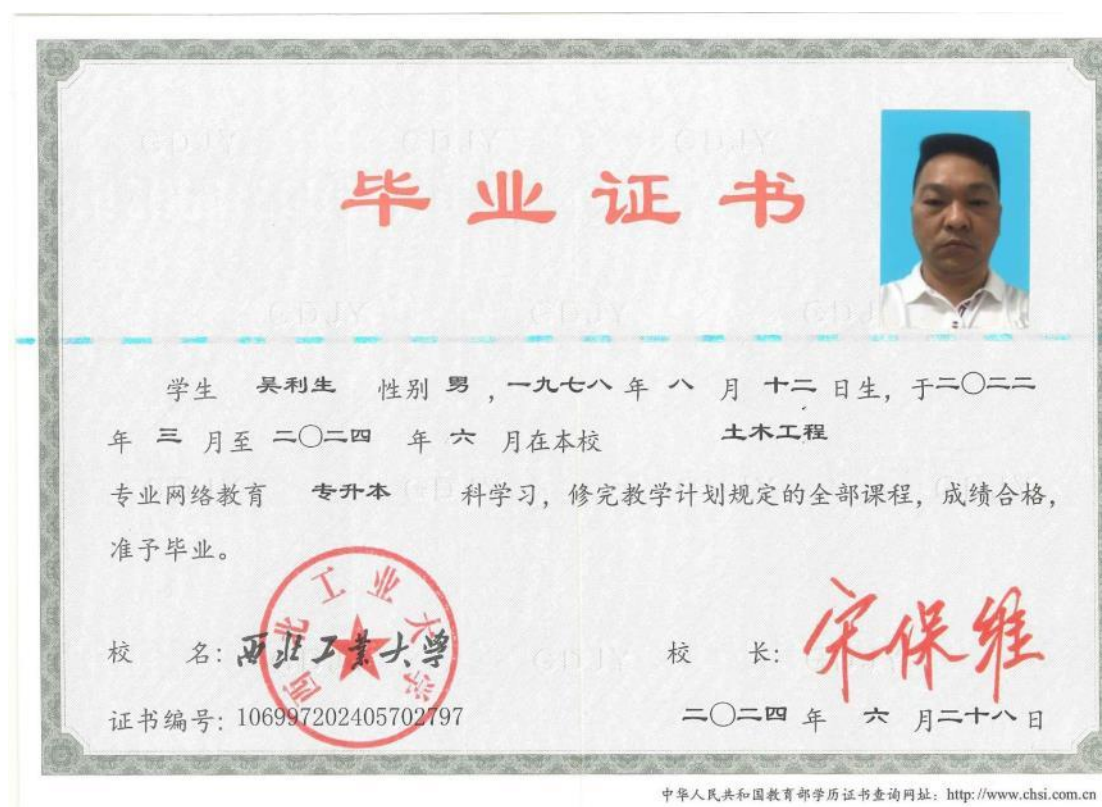 毕业证书
学生 吴利生 性别 男 ,一九七八 年 八 月 十二 日生, 于二〇二二
年 三 月至 二〇二四 年 六 月在本校 土木工程
专业网络教育 专升本 科学习, 修完教学计划规定的全部课程, 成绩合格,
准予毕业。
西北工业大学
校 名: 西北工业大学 校 长: 宋保维
证书编号: 106997202405702797 二〇二四 年 六 月二十八 日
中华人民共和国教育部学历证书查询网址: http://www.chsi.com.cn